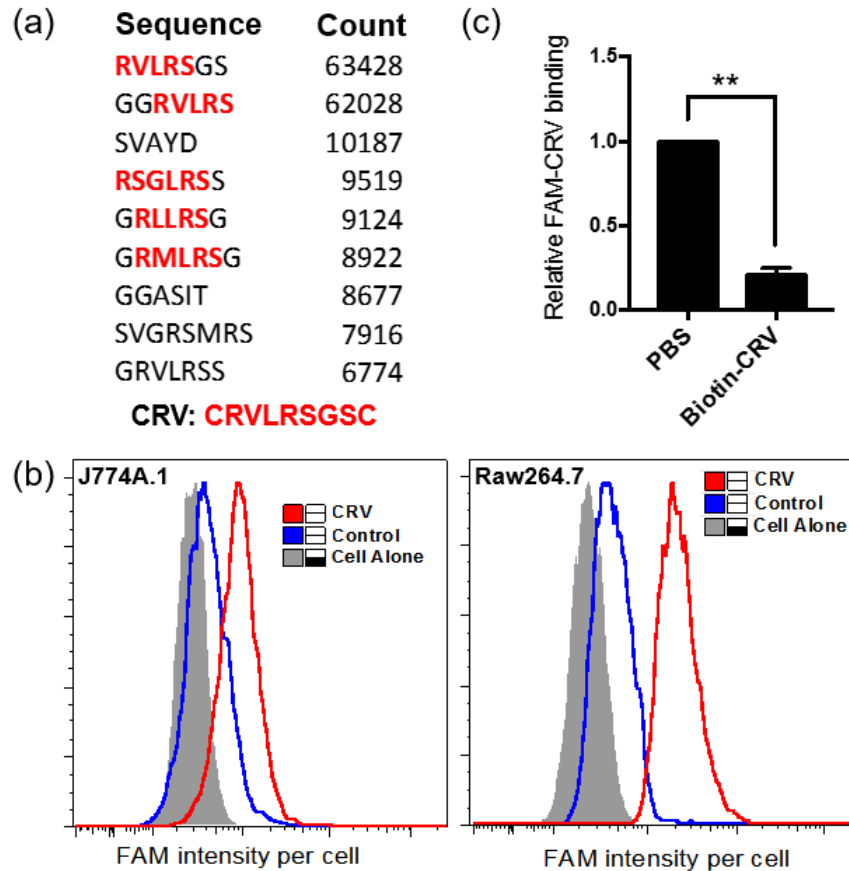 (a)
Sequence Count
RVLRSGS 63428
GGRVLRS 62028
SVAYD 10187
RSGLRSS 9519
GRLLRSG 9124
GRMLRSG 8922
GGASIT 8677
SVGRSMRS 7916
GRVLRSS 6774
CRV: CRVLRSGSC
(c)
Relative FAM-CRV binding
1.5
1.0
0.5
0.0
**
PBS
Biotin-CRV
(b)
J774A.1
CRV
Control
Cell Alone
FAM intensity per cell
Raw264.7
CRV
Control
Cell Alone
FAM intensity per cell